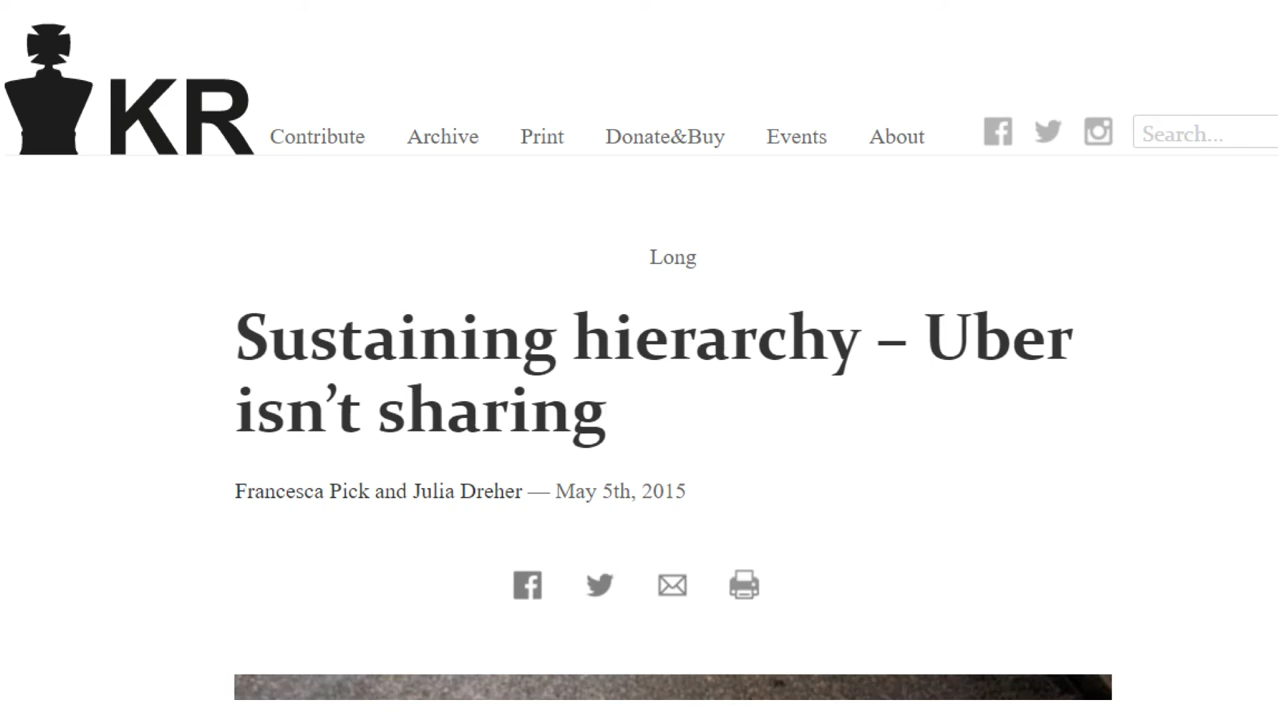 KR
Contribute Archive Print Donate&Buy Events About Search...
Long
Sustaining hierarchy – Uber
isn’t sharing
Francesca Pick and Julia Dreher — May 5th, 2015